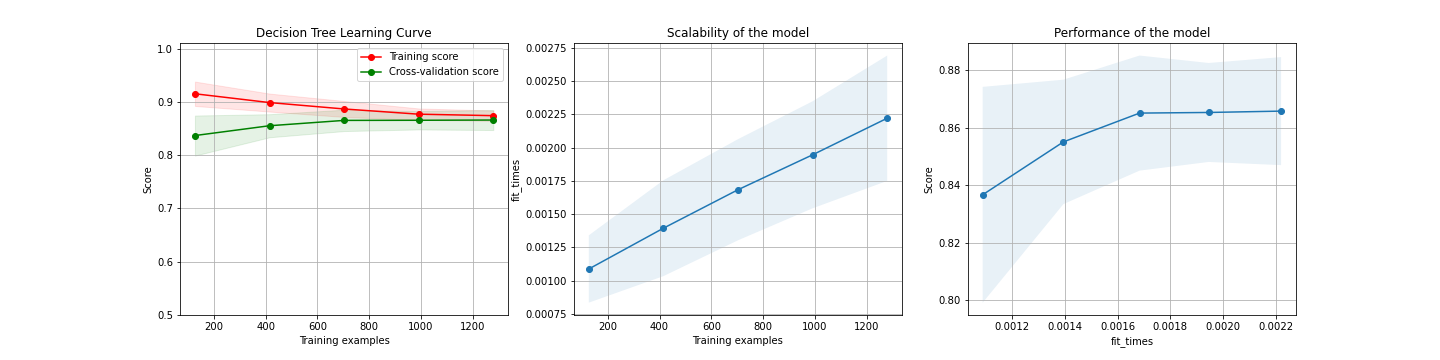 Decision Tree Learning Curve
Training score
Cross-validation score
1.0
0.9
0.8
0.7
0.6
0.5
Score
200 400 600 800 1000 1200
Training examples
Scalability of the model
0.00275
0.00250
0.00225
0.00200
0.00175
0.00150
0.00125
0.00100
0.00075
fit_times
200 400 600 800 1000 1200
Training examples
Performance of the model
0.88
0.86
0.84
0.82
0.80
Score
0.0012 0.0014 0.0016 0.0018 0.0020 0.0022
fit_times